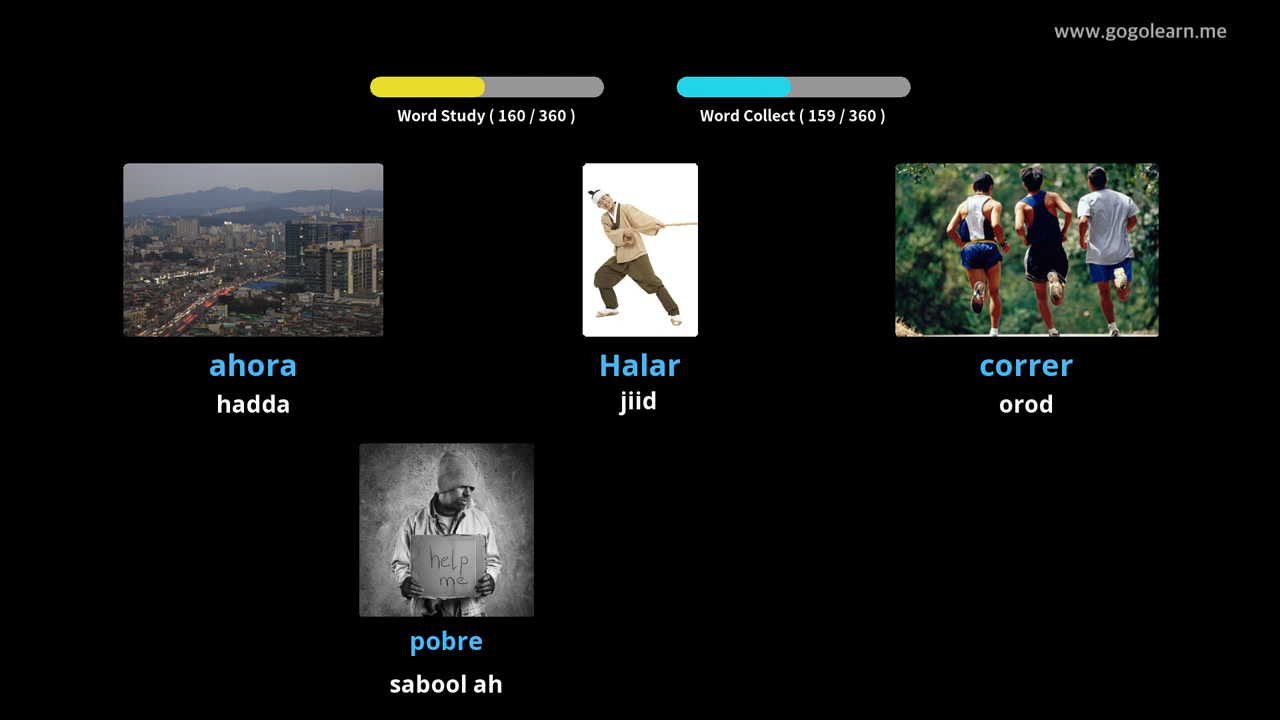 www.gogolearn.me
Word Study ( 160 / 360 )
Word Collect ( 159 / 360 )
ahora
hadda
Halar
jiid
correr
orod
help
me
pobre
sabool ah